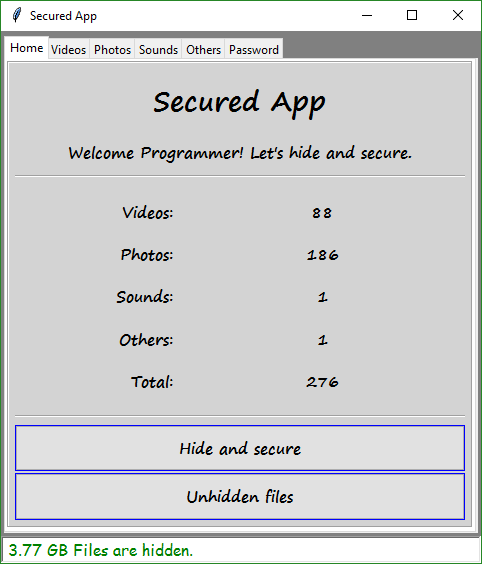 Secured App
Home Videos Photos Sounds Others Password
Secured App
Welcome Programmer! Let's hide and secure.
Videos: 88
Photos: 186
Sounds: 1
Others: 1
Total: 276
Hide and secure
Unhidden files
3.77 GB Files are hidden.